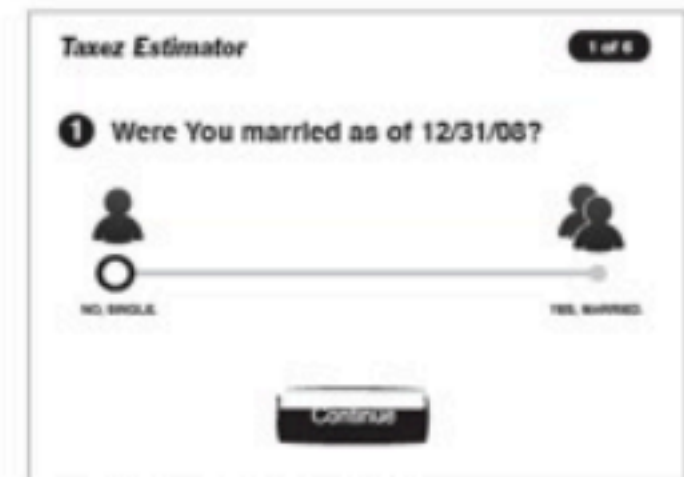 Taxez Estimator
1 of 6
1 Were You married as of 12/31/08?
NO, SINGLE.
YES, MARRIED.
Continue